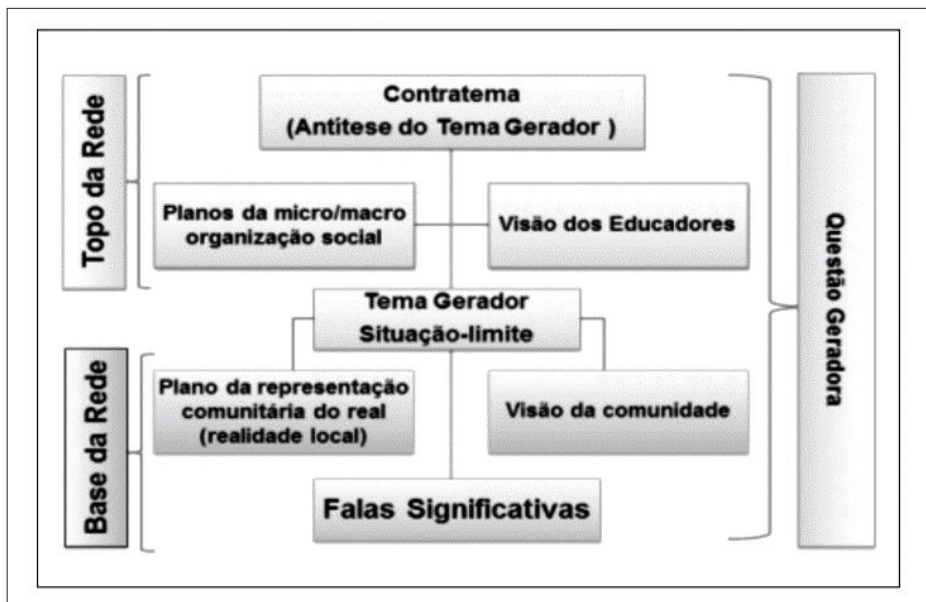 Topo da Rede
Contratema
(Antítese do Tema Gerador )
Planos da micro/macro
organização social
Visão dos Educadores
Tema Gerador
Situação-limite
Base da Rede
Plano da representação
comunitária do real
(realidade local)
Visão da comunidade
Falas Significativas
Questão Geradora